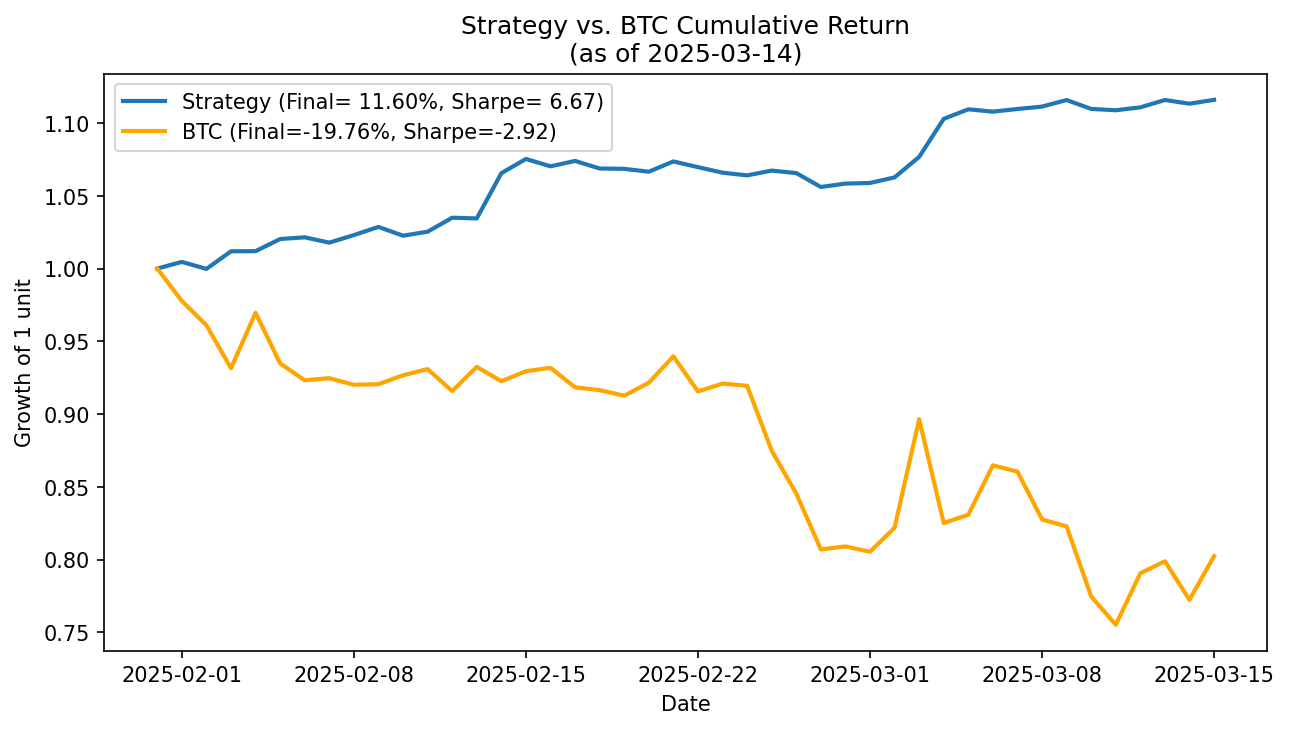 Strategy vs. BTC Cumulative Return
(as of 2025-03-14)
Strategy (Final= 11.60%, Sharpe= 6.67)
BTC (Final=-19.76%, Sharpe=-2.92)
Growth of 1 unit
1.10
1.05
1.00
0.95
0.90
0.85
0.80
0.75
2025-02-01 2025-02-08 2025-02-15 2025-02-22 2025-03-01 2025-03-08 2025-03-15
Date